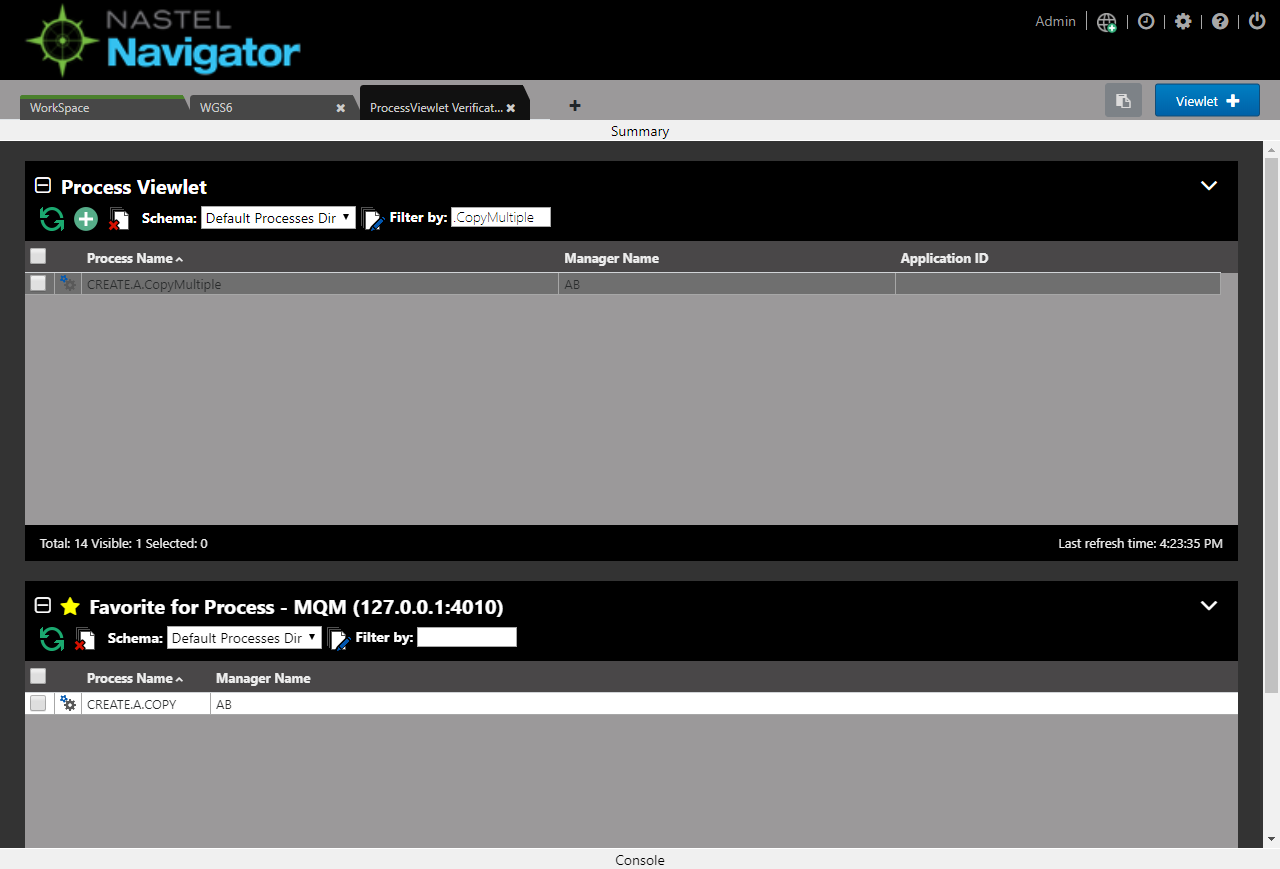 NASTEL
Navigator
Admin
WorkSpace
WGS6
ProcessViewlet Verificat...
Viewlet
Summary
Process Viewlet
Schema: Default Processes Dir Filter by: .CopyMultiple
Process Name Manager Name Application ID
CREATE.A.CopyMultiple AB
Total: 14 Visible: 1 Selected: 0 Last refresh time: 4:23:35 PM
Favorite for Process - MQM (127.0.0.1:4010)
Schema: Default Processes Dir Filter by:
Process Name Manager Name
CREATE.A.COPY AB
Console